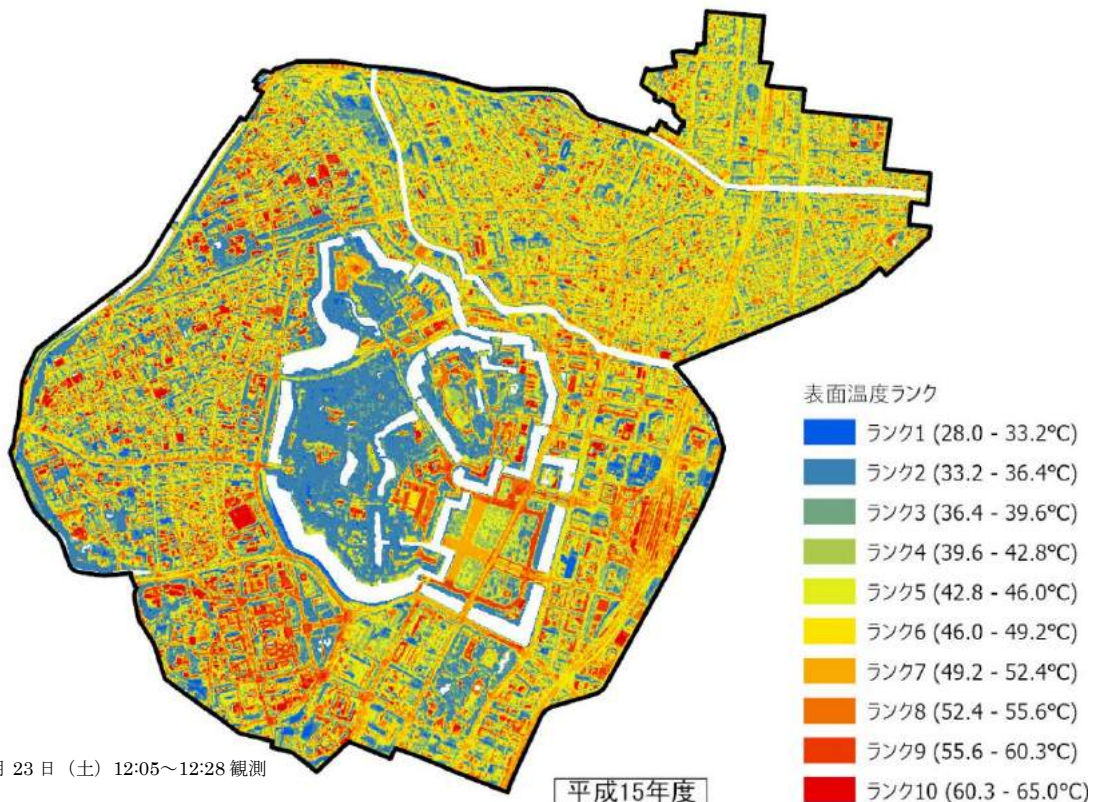 表面温度ランク
ランク1 (28.0 - 33.2℃)
ランク2 (33.2 - 36.4℃)
ランク3 (36.4 - 39.6℃)
ランク4 (39.6 - 42.8℃)
ランク5 (42.8 - 46.0℃)
ランク6 (46.0 - 49.2℃)
ランク7 (49.2 - 52.4℃)
ランク8 (52.4 - 55.6℃)
ランク9 (55.6 - 60.3℃)
ランク10 (60.3 - 65.0℃)
月 23 日（土）12:05～12:28 観測
平成15年度